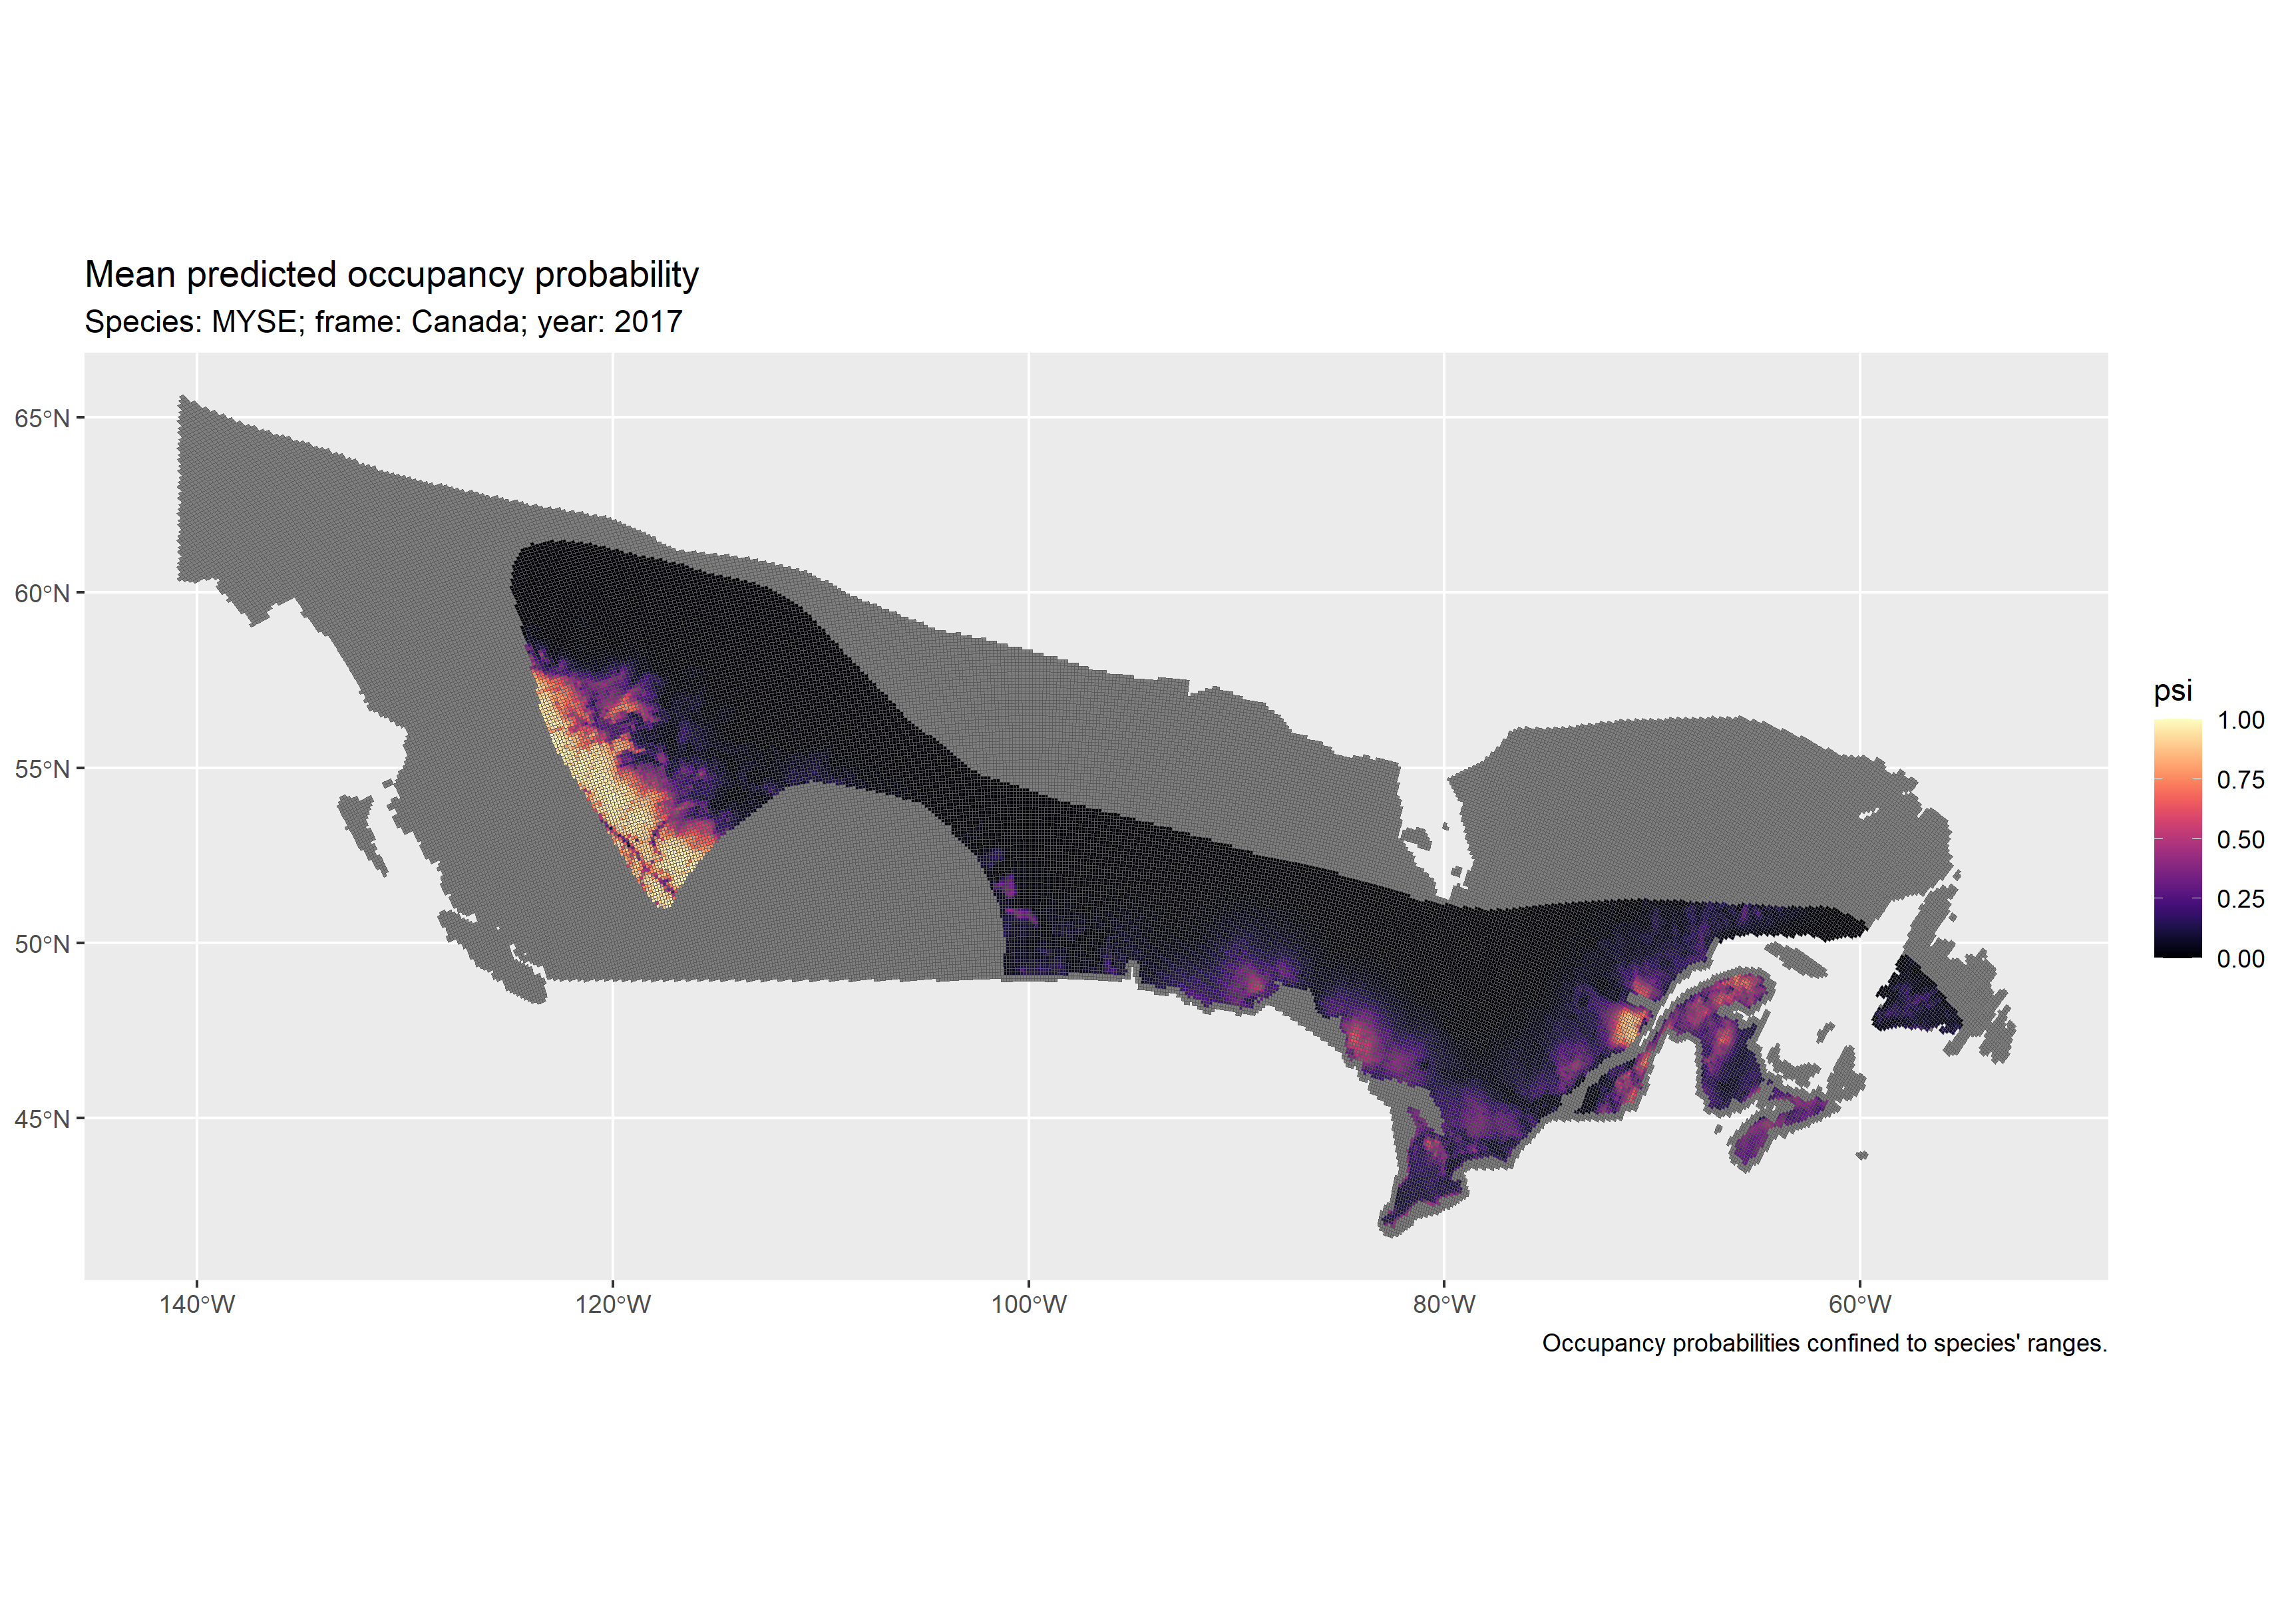 Mean predicted occupancy probability
Species: MYSE; frame: Canada; year: 2017
65°N
60°N
55°N
50°N
45°N
140°W
120°W
100°W
80°W
60°W
psi
1.00
0.75
0.50
0.25
0.00
Occupancy probabilities confined to species' ranges.